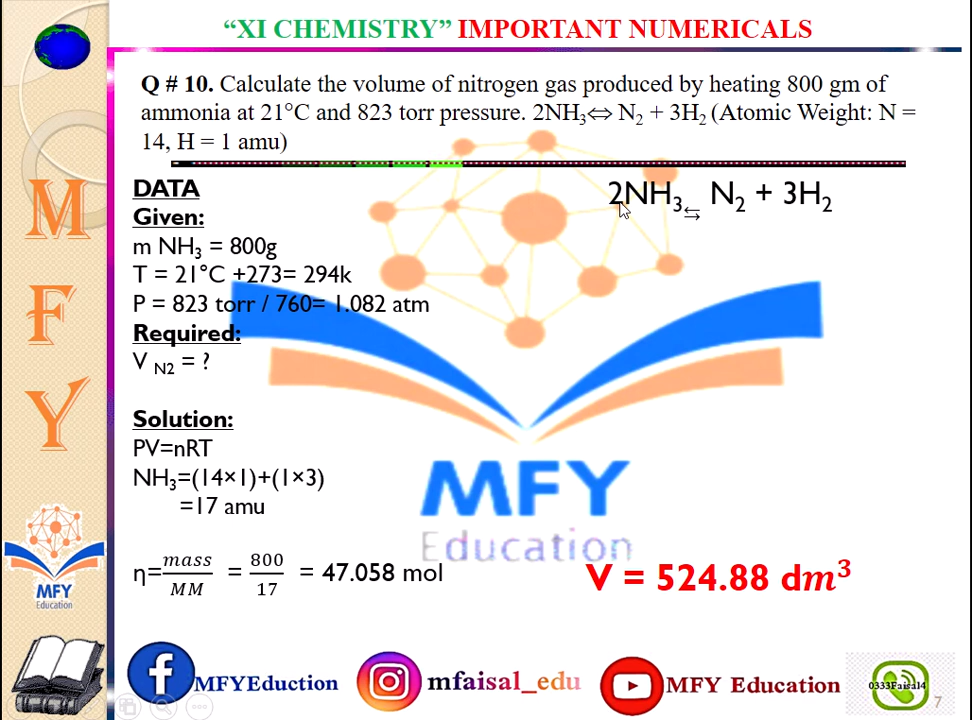 “XI CHEMISTRY” IMPORTANT NUMERICALS
Q # 10. Calculate the volume of nitrogen gas produced by heating 800 gm of
ammonia at 21°C and 823 torr pressure. 2NH₃⇔ N₂ + 3H₂ (Atomic Weight: N =
14, H = 1 amu)
M
F
Y
MFY
Education
DATA
Given:
m NH₃ = 800g
T = 21°C +273= 294k
P = 823 torr / 760= 1.082 atm
Required:
V N2 = ?
Solution:
PV=nRT
NH₃=(14×1)+(1×3)
=17 amu
η=mass/MM = 800/17 = 47.058 mol
2NH₃ ⇆ N₂ + 3H₂
MFY
Education
V = 524.88 dm³
MFYEduction
mfaisal_edu
MFY Education
0333Faisal4
7